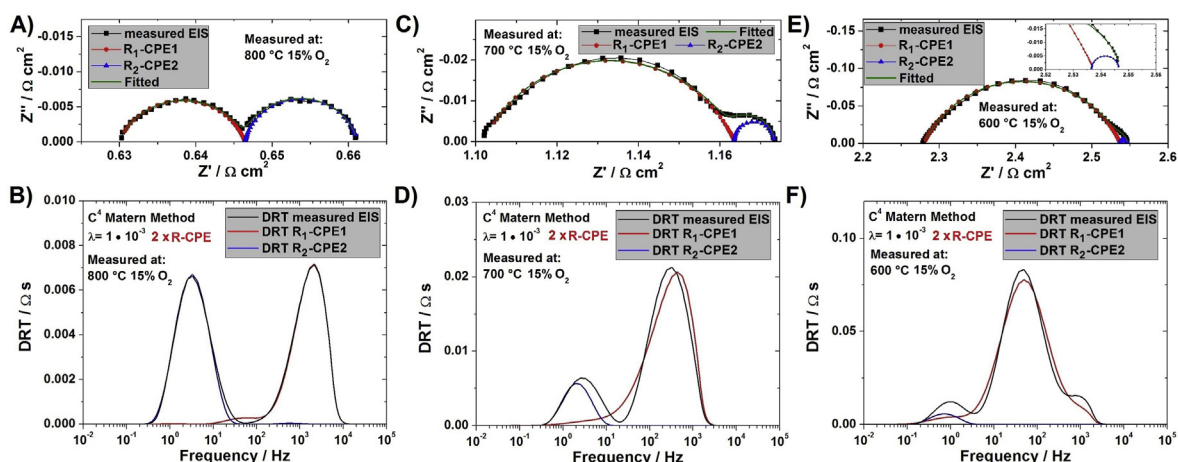 A)
-0.015
-0.010
-0.005
0.000
Z'' / Ω cm²
measured EIS
R₁-CPE1
R₂-CPE2
Fitted
Measured at:
800 °C 15% O₂
0.63 0.64 0.65 0.66
Z' / Ω cm²
C)
-0.02
-0.01
0.00
Z'' / Ω cm²
Measured at:
700 °C 15% O₂
measured EIS Fitted
R₁-CPE1 R₂-CPE2
1.10 1.12 1.14 1.16
Z' / Ω cm²
E)
-0.15
-0.10
-0.05
0.00
Z'' / Ω cm²
measured EIS
R₁-CPE1
R₂-CPE2
Fitted
-0.015
-0.010
-0.005
0.000
2.52 2.53 2.54 2.55 2.56
Measured at:
600 °C 15% O₂
2.2 2.3 2.4 2.5 2.6
Z' / Ω cm²
B)
0.010
0.008
0.006
0.004
0.002
0.000
DRT / Ω s
C⁴ Matern Method
λ= 1 • 10⁻³ 2 xR-CPE
Measured at:
800 °C 15% O₂
DRT measured EIS
DRT R₁-CPE1
DRT R₂-CPE2
10⁻² 10⁻¹ 10⁰ 10¹ 10² 10³ 10⁴ 10⁵
Frequency / Hz
D)
0.03
0.02
0.01
0.00
DRT / Ω s
C⁴ Matern Method
λ= 1 • 10⁻³ 2 xR-CPE
Measured at:
700 °C 15% O₂
DRT measured EIS
DRT R₁-CPE1
DRT R₂-CPE2
10⁻² 10⁻¹ 10⁰ 10¹ 10² 10³ 10⁴ 10⁵
Frequency / Hz
F)
0.10
0.05
0.00
DRT / Ω s
C⁴ Matern Method
λ= 1 • 10⁻³ 2 xR-CPE
Measured at:
600 °C 15% O₂
DRT measured EIS
DRT R₁-CPE1
DRT R₂-CPE2
10⁻² 10⁻¹ 10⁰ 10¹ 10² 10³ 10⁴ 10⁵
Frequency / Hz